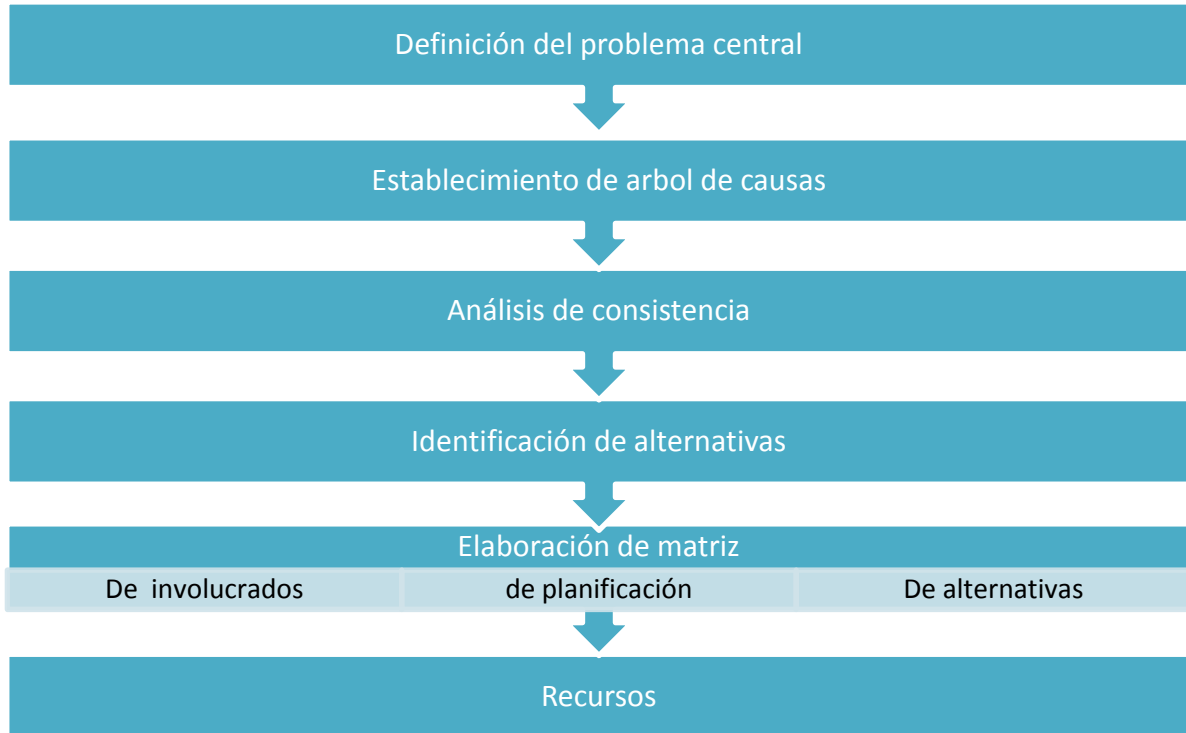 Definición del problema central
Establecimiento de arbol de causas
Análisis de consistencia
Identificación de alternativas
Elaboración de matriz
De involucrados
de planificación
De alternativas
Recursos